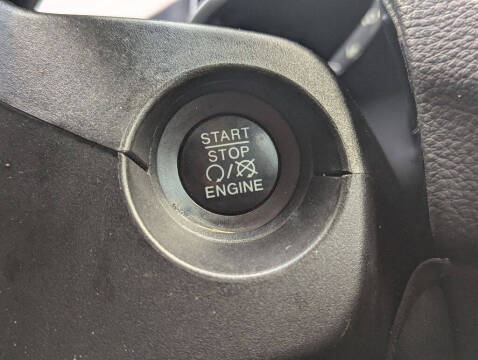 START
STOP
/
ENGINE